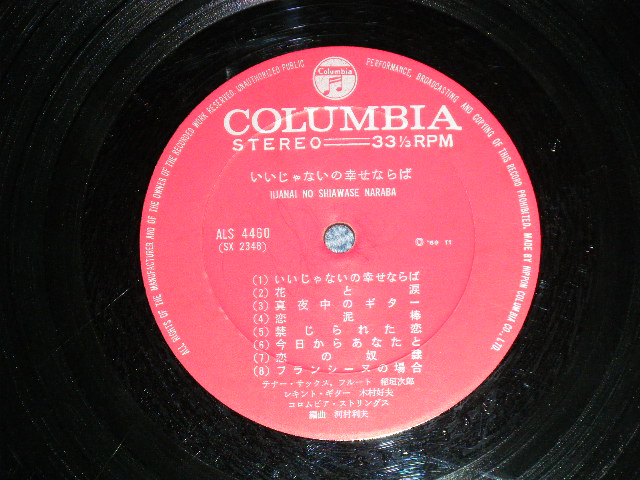 ALL RIGHTS OF THE MANUFACTURER AND OF THE OWNER OF THE RECORDED WORK RESERVED. UNAUTHORIZED PUBLIC PERFORMANCE, BROADCASTING AND COPYING OF THIS RECORD PROHIBITED. MADE BY NIPPON COLUMBIA CO., LTD.
Columbia
COLUMBIA
STEREO 33⅓ RPM
いいじゃないの幸せならば
IIJANAI NO SHIAWASE NARABA
ALS 4460
(SX 2348)
Ⓟ '69 11
(1) いいじゃないの幸せならば
(2) 花と涙
(3) 真夜中のギター
(4) 恋泥棒
(5) 禁じられた恋
(6) 今日からあなたと
(7) 恋の奴隷
(8) フランシーヌの場合
テナー・サックス, フルート 稲垣次郎
レキント・ギター 木村好夫
コロムビア・ストリングス
編曲 河村利夫